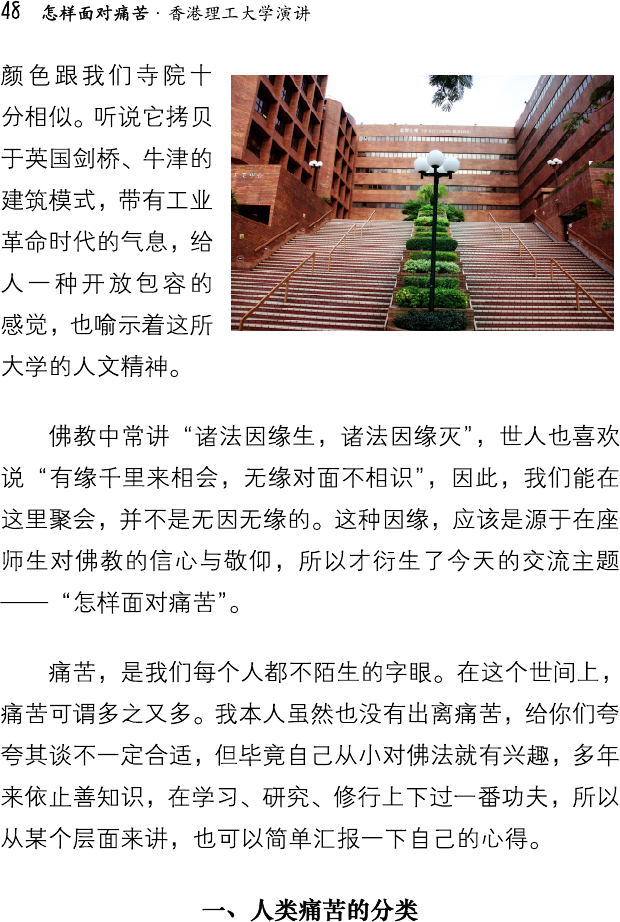 48 怎样面对痛苦·香港理工大学演讲
颜色跟我们寺院十
分相似。听说它拷贝
于英国剑桥、牛津的
建筑模式，带有工业
革命时代的气息，给
人一种开放包容的
感觉，也喻示着这所
大学的人文精神。
佛教中常讲“诸法因缘生，诸法因缘灭”，世人也喜欢
说“有缘千里来相会，无缘对面不相识”，因此，我们能在
这里聚会，并不是无因无缘的。这种因缘，应该是源于在座
师生对佛教的信心与敬仰，所以才衍生了今天的交流主题
——“怎样面对痛苦”。
痛苦，是我们每个人都不陌生的字眼。在这个世间上，
痛苦可谓多之又多。我本人虽然也没有出离痛苦，给你们夸
夸其谈不一定合适，但毕竟自己从小对佛法就有兴趣，多年
来依止善知识，在学习、研究、修行上下过一番功夫，所以
从某个层面来讲，也可以简单汇报一下自己的心得。
一、人类痛苦的分类